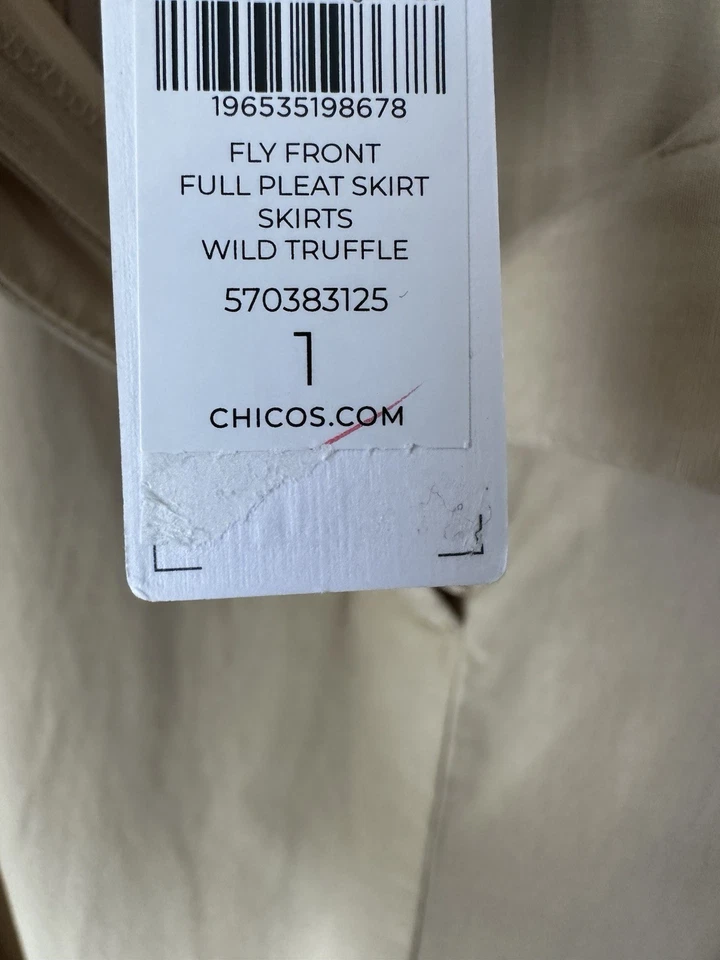 196535198678
FLY FRONT
FULL PLEAT SKIRT
SKIRTS
WILD TRUFFLE
570383125
1
CHICOS.COM